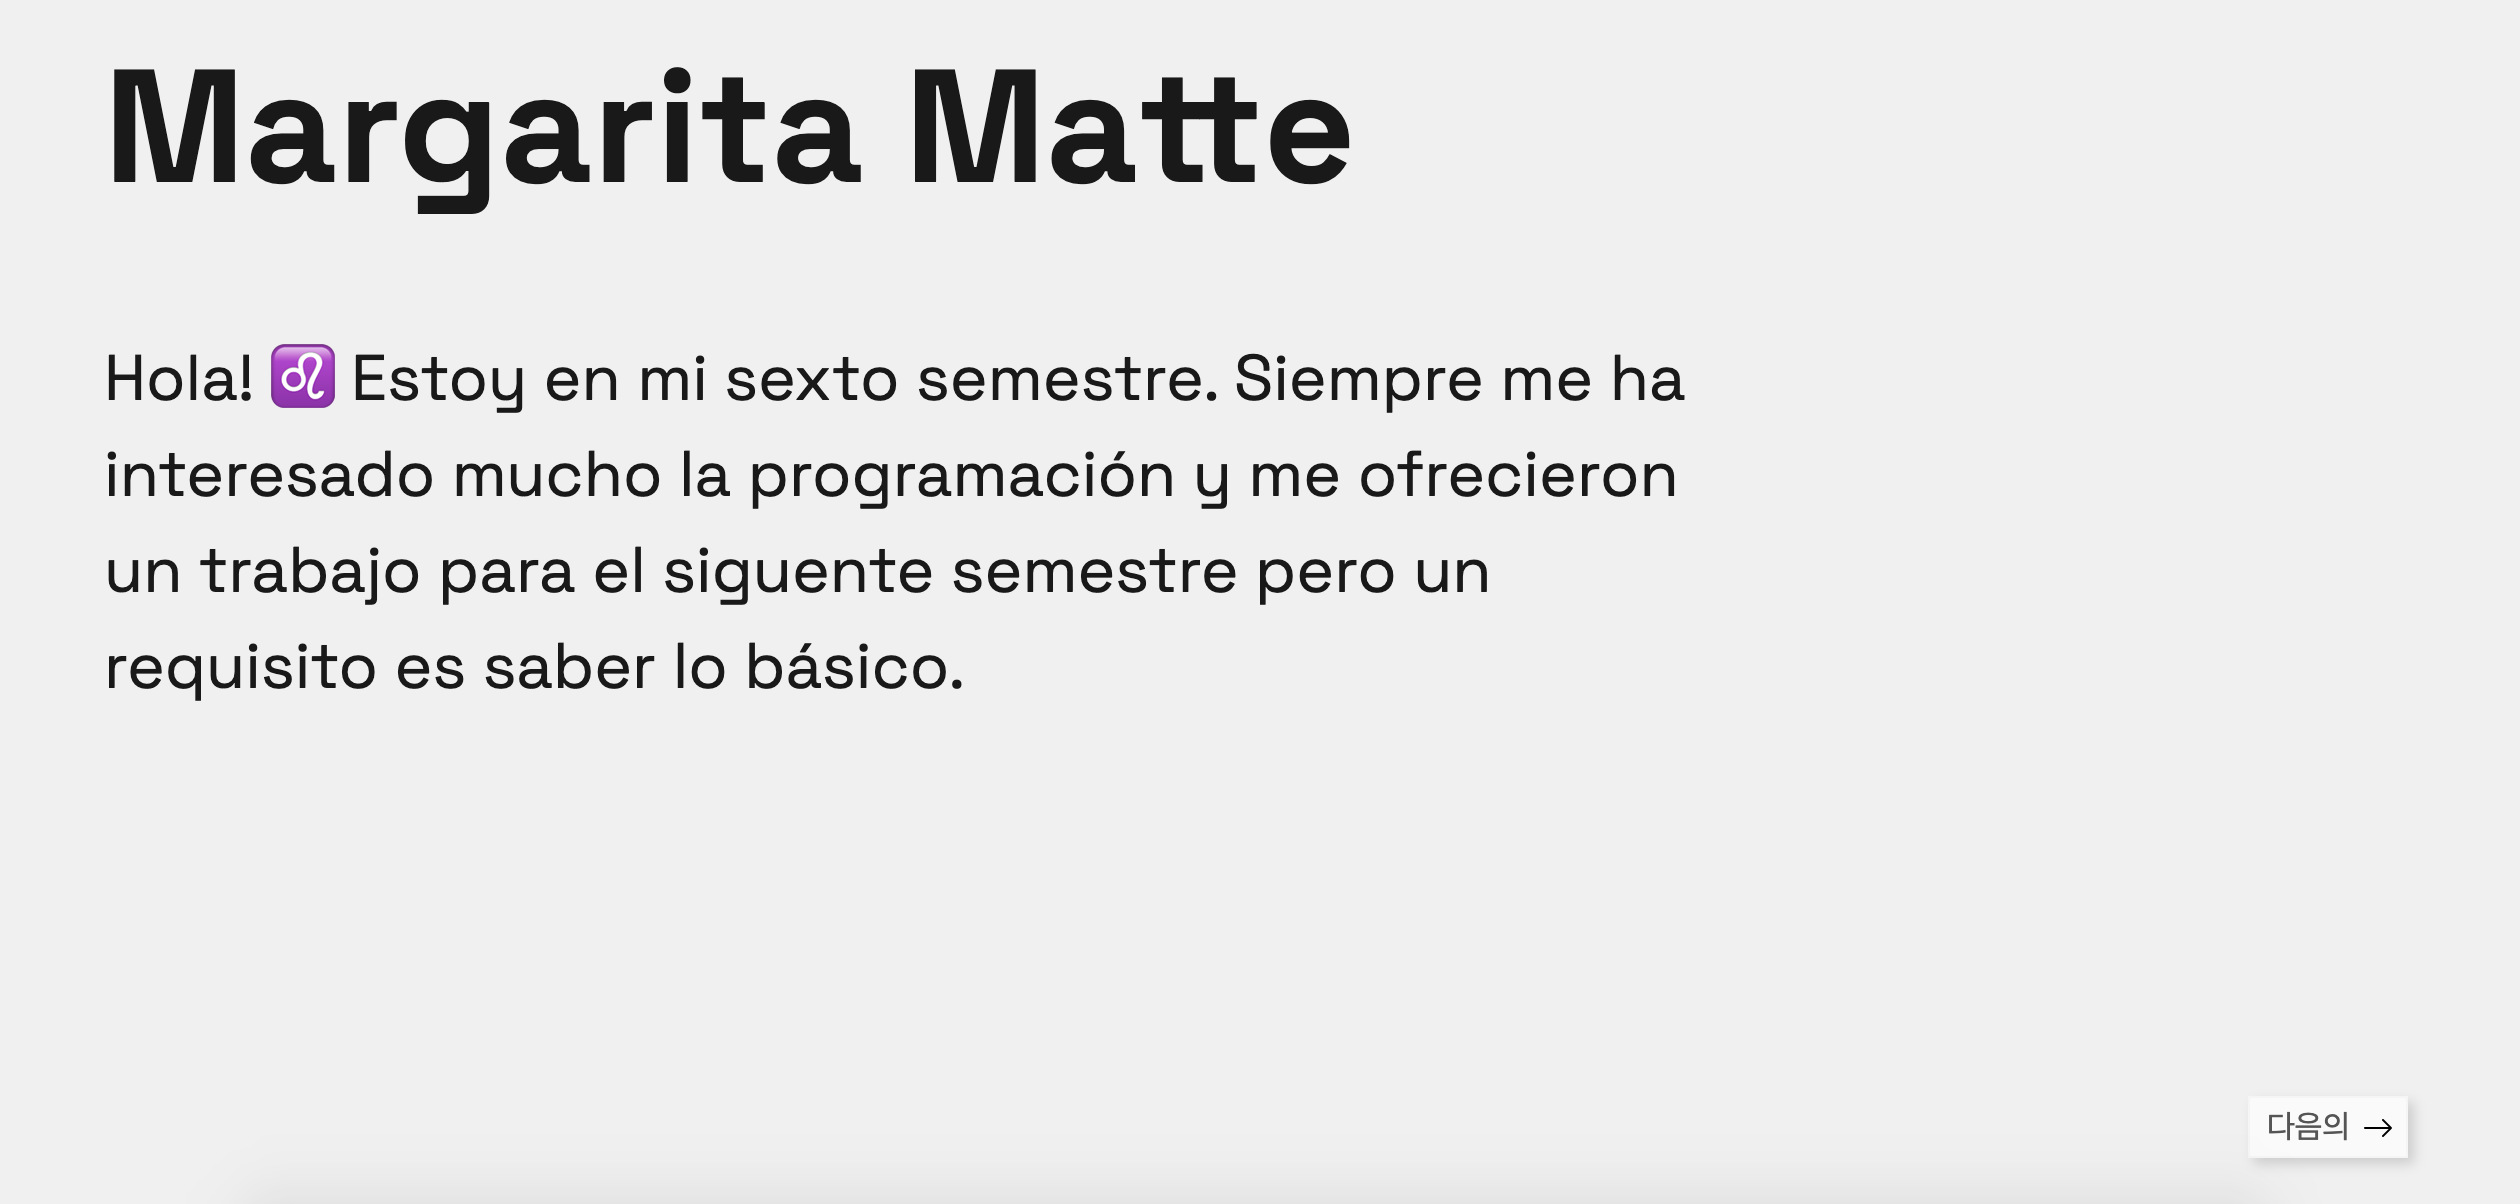 Margarita Matte
Hola! ♌ Estoy en mi sexto semestre. Siempre me ha
interesado mucho la programación y me ofrecieron
un trabajo para el siguente semestre pero un
requisito es saber lo básico.
다음의 →